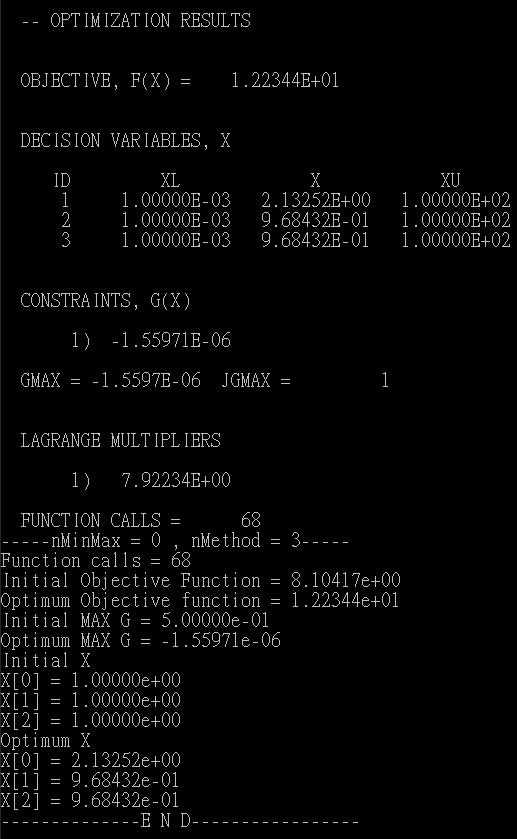 -- OPTIMIZATION RESULTS
OBJECTIVE, F(X) = 1.22344E+01
DECISION VARIABLES, X
ID XL X XU
1 1.00000E-03 2.13252E+00 1.00000E+02
2 1.00000E-03 9.68432E-01 1.00000E+02
3 1.00000E-03 9.68432E-01 1.00000E+02
CONSTRAINTS, G(X)
1) -1.55971E-06
GMAX = -1.5597E-06 JGMAX = 1
LAGRANGE MULTIPLIERS
1) 7.92234E+00
FUNCTION CALLS = 68
-----nMinMax = 0 , nMethod = 3-----
Function calls = 68
Initial Objective Function = 8.10417e+00
Optimum Objective function = 1.22344e+01
Initial MAX G = 5.00000e-01
Optimum MAX G = -1.55971e-06
Initial X
X[0] = 1.00000e+00
X[1] = 1.00000e+00
X[2] = 1.00000e+00
Optimum X
X[0] = 2.13252e+00
X[1] = 9.68432e-01
X[2] = 9.68432e-01
--------------E N D-----------------